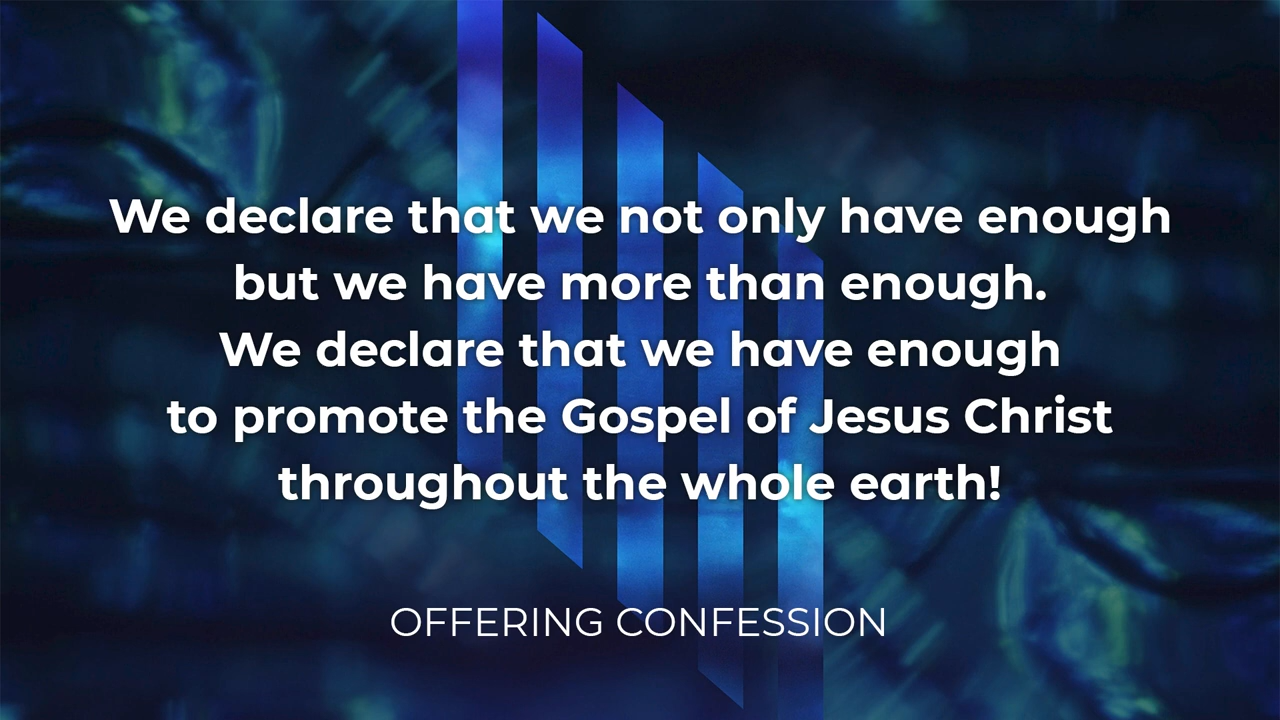 We declare that we not only have enough
but we have more than enough.
We declare that we have enough
to promote the Gospel of Jesus Christ
throughout the whole earth!
OFFERING CONFESSION